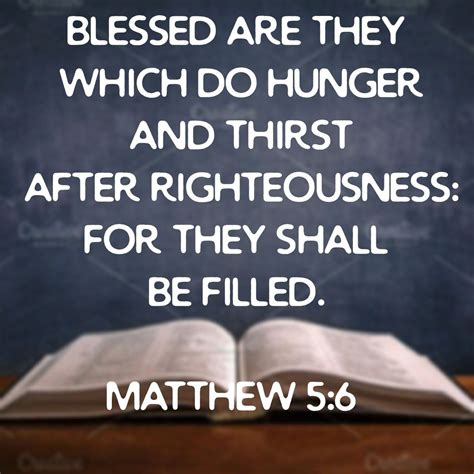 BLESSED ARE THEY
WHICH DO HUNGER
AND THIRST
AFTER RIGHTEOUSNESS:
FOR THEY SHALL
BE FILLED.
MATTHEW 5:6